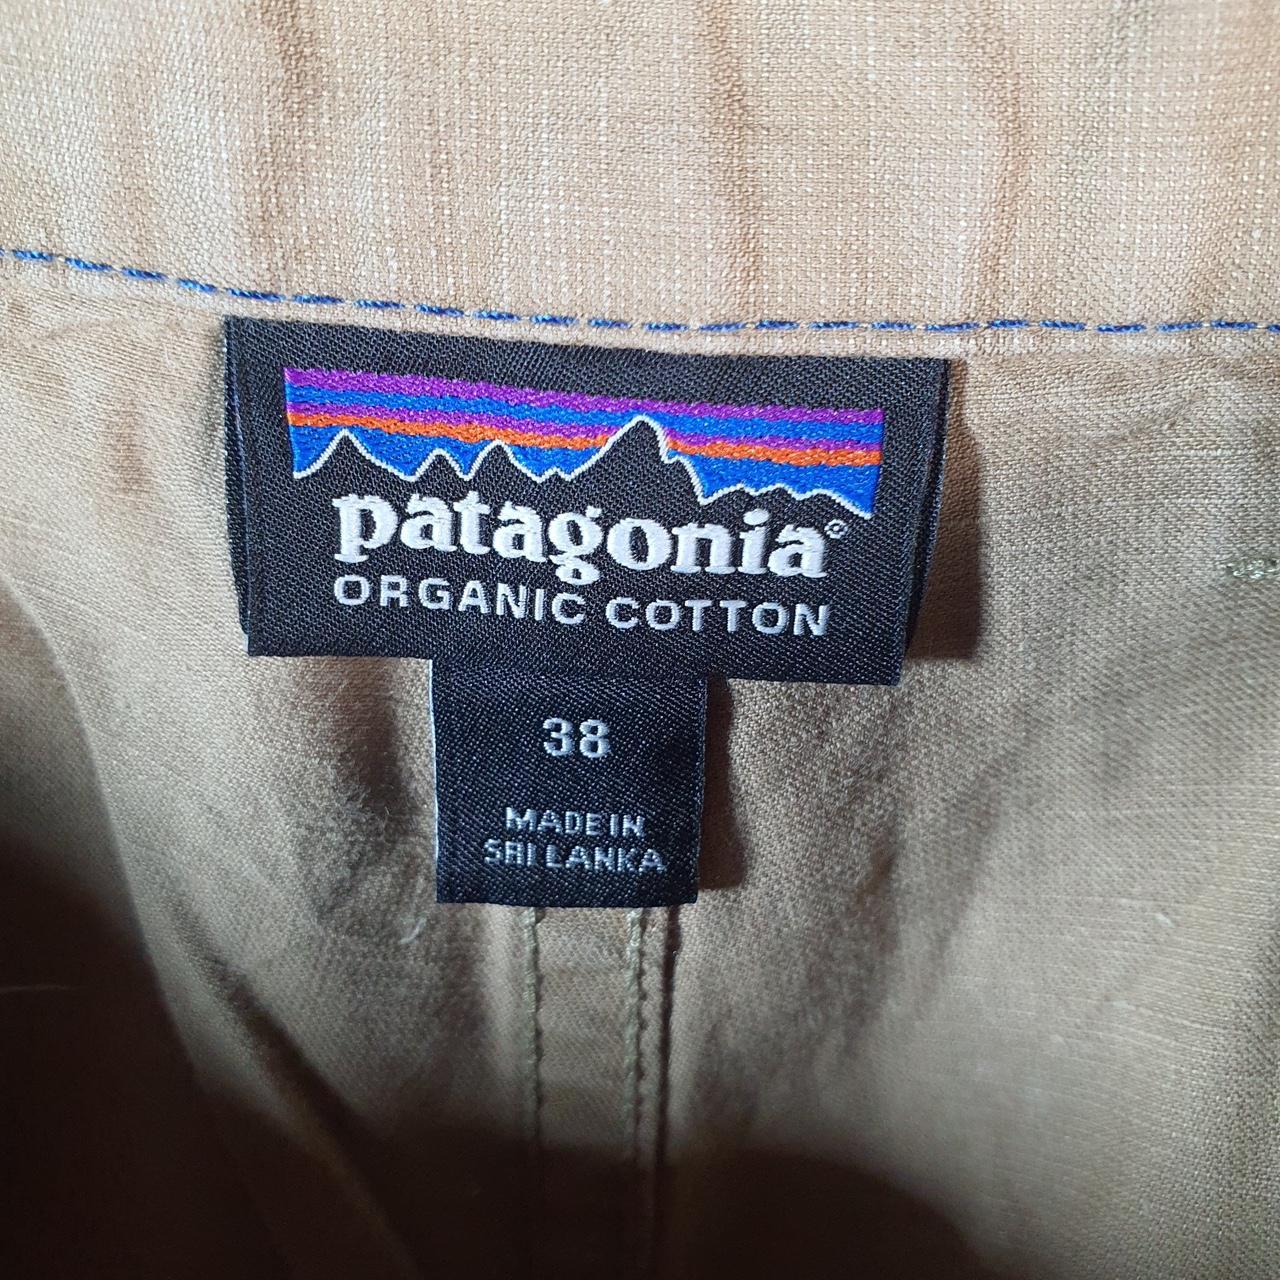 patagonia®
ORGANIC COTTON
38
MADE IN
SRI LANKA